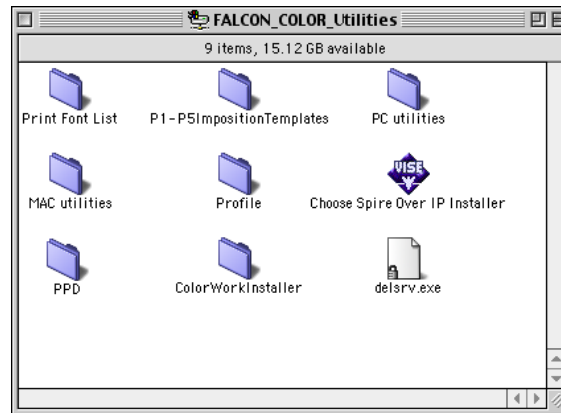 FALCON_COLOR_Utilities
9 items, 15.12 GB available
Print Font List
P1-P5ImpositionTemplates
PC utilities
VISE
MAC utilities
Profile
Choose Spire Over IP Installer
PPD
ColorWorkInstaller
delsrv.exe